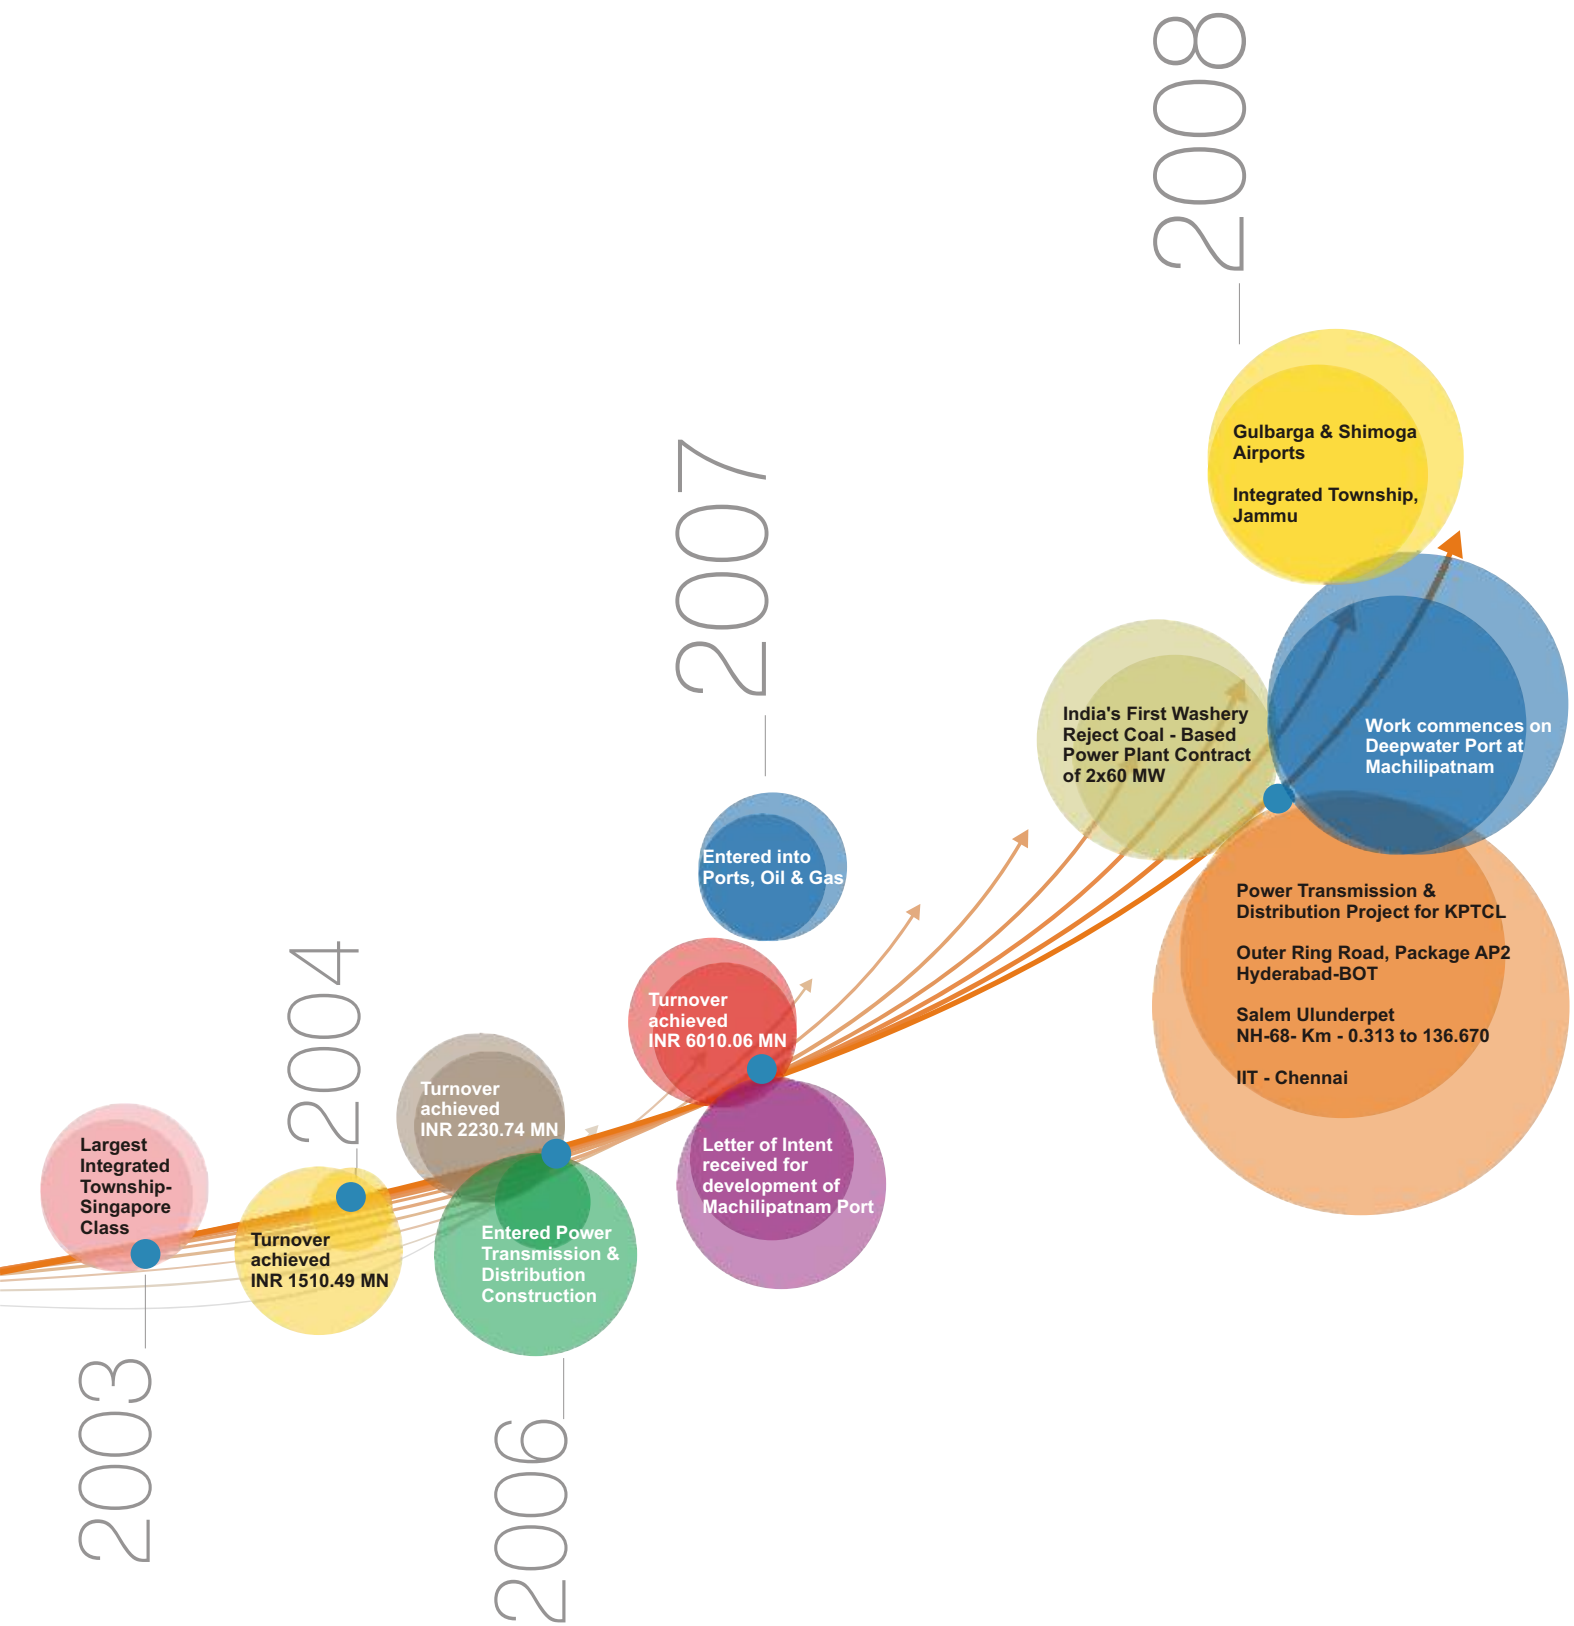 2003
Largest
Integrated
Township-
Singapore
Class
2004
Turnover
achieved
INR 1510.49 MN
2006
Turnover
achieved
INR 2230.74 MN
Entered Power
Transmission &
Distribution
Construction
2007
Entered into
Ports, Oil & Gas
Turnover
achieved
INR 6010.06 MN
Letter of Intent
received for
development of
Machilipatnam Port
2008
Gulbarga & Shimoga
Airports
Integrated Township,
Jammu
India's First Washery
Reject Coal - Based
Power Plant Contract
of 2x60 MW
Work commences on
Deepwater Port at
Machilipatnam
Power Transmission &
Distribution Project for KPTCL
Outer Ring Road, Package AP2
Hyderabad-BOT
Salem Ulunderpet
NH-68- Km - 0.313 to 136.670
IIT - Chennai